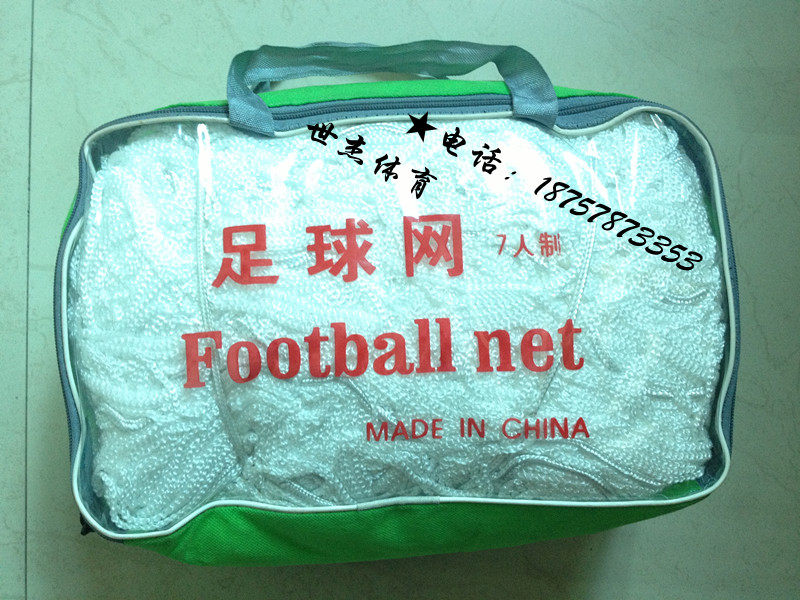 世杰体育
★电话：18757873353
足球网 7人制
Football net
MADE IN CHINA